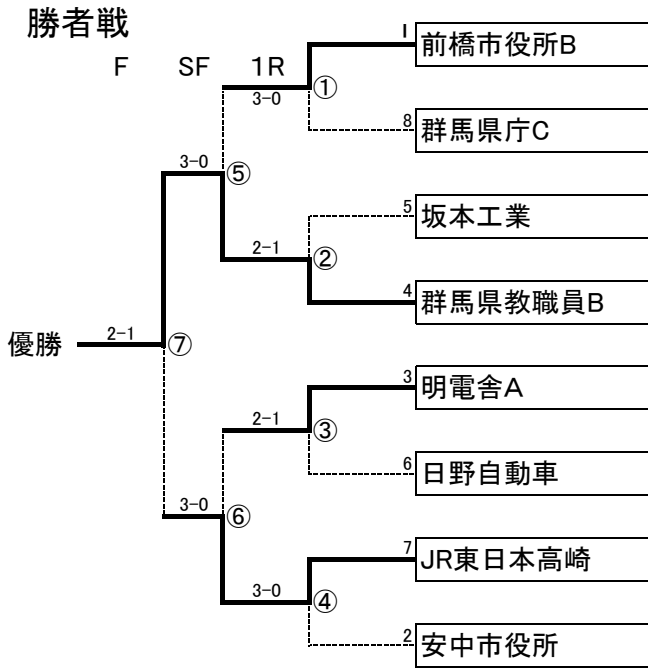 勝者戦
F SF 1R
1 前橋市役所B
① 3-0
8 群馬県庁C
3-0 ⑤
5 坂本工業
2-1 ②
4 群馬県教職員B
優勝 2-1 ⑦
3 明電舎A
2-1 ③
6 日野自動車
3-0 ⑥
7 JR東日本高崎
3-0 ④
2 安中市役所